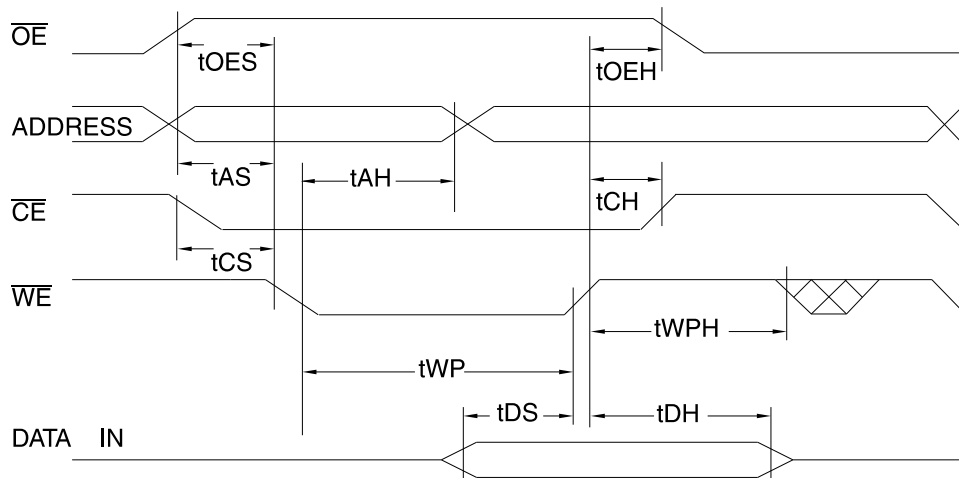 OE
tOES
tOEH
ADDRESS
tAS
tAH
tCH
CE
tCS
WE
tWPH
tWP
tDS
tDH
DATA IN